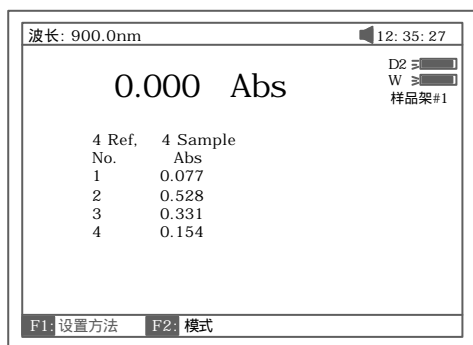 波长: 900.0nm 12: 35: 27
D2
W
样品架#1
0.000 Abs
4 Ref, 4 Sample
No. Abs
1 0.077
2 0.528
3 0.331
4 0.154
F1: 设置方法 F2: 模式